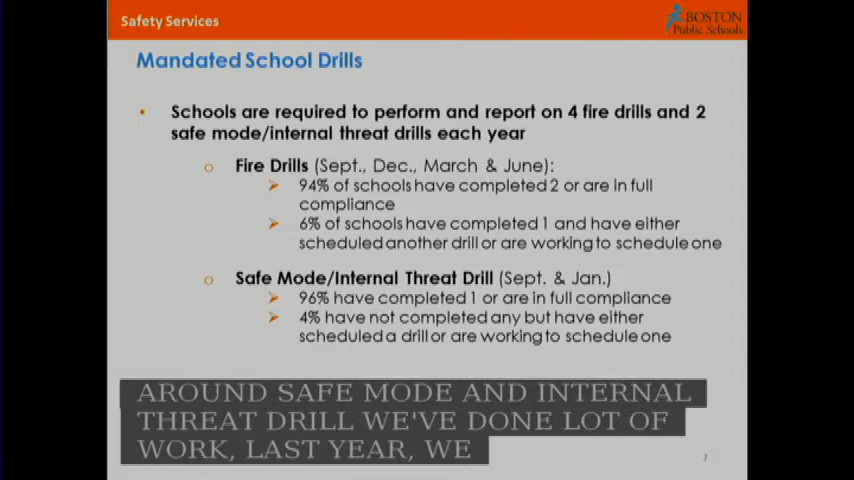 Safety Services
BOSTON
Public Schools
Mandated School Drills
• Schools are required to perform and report on 4 fire drills and 2
safe mode/internal threat drills each year
o Fire Drills (Sept., Dec., March & June):
➢ 94% of schools have completed 2 or are in full
compliance
➢ 6% of schools have completed 1 and have either
scheduled another drill or are working to schedule one
o Safe Mode/Internal Threat Drill (Sept. & Jan.)
➢ 96% have completed 1 or are in full compliance
➢ 4% have not completed any but have either
scheduled a drill or are working to schedule one
AROUND SAFE MODE AND INTERNAL
THREAT DRILL WE'VE DONE LOT OF
WORK, LAST YEAR, WE
7